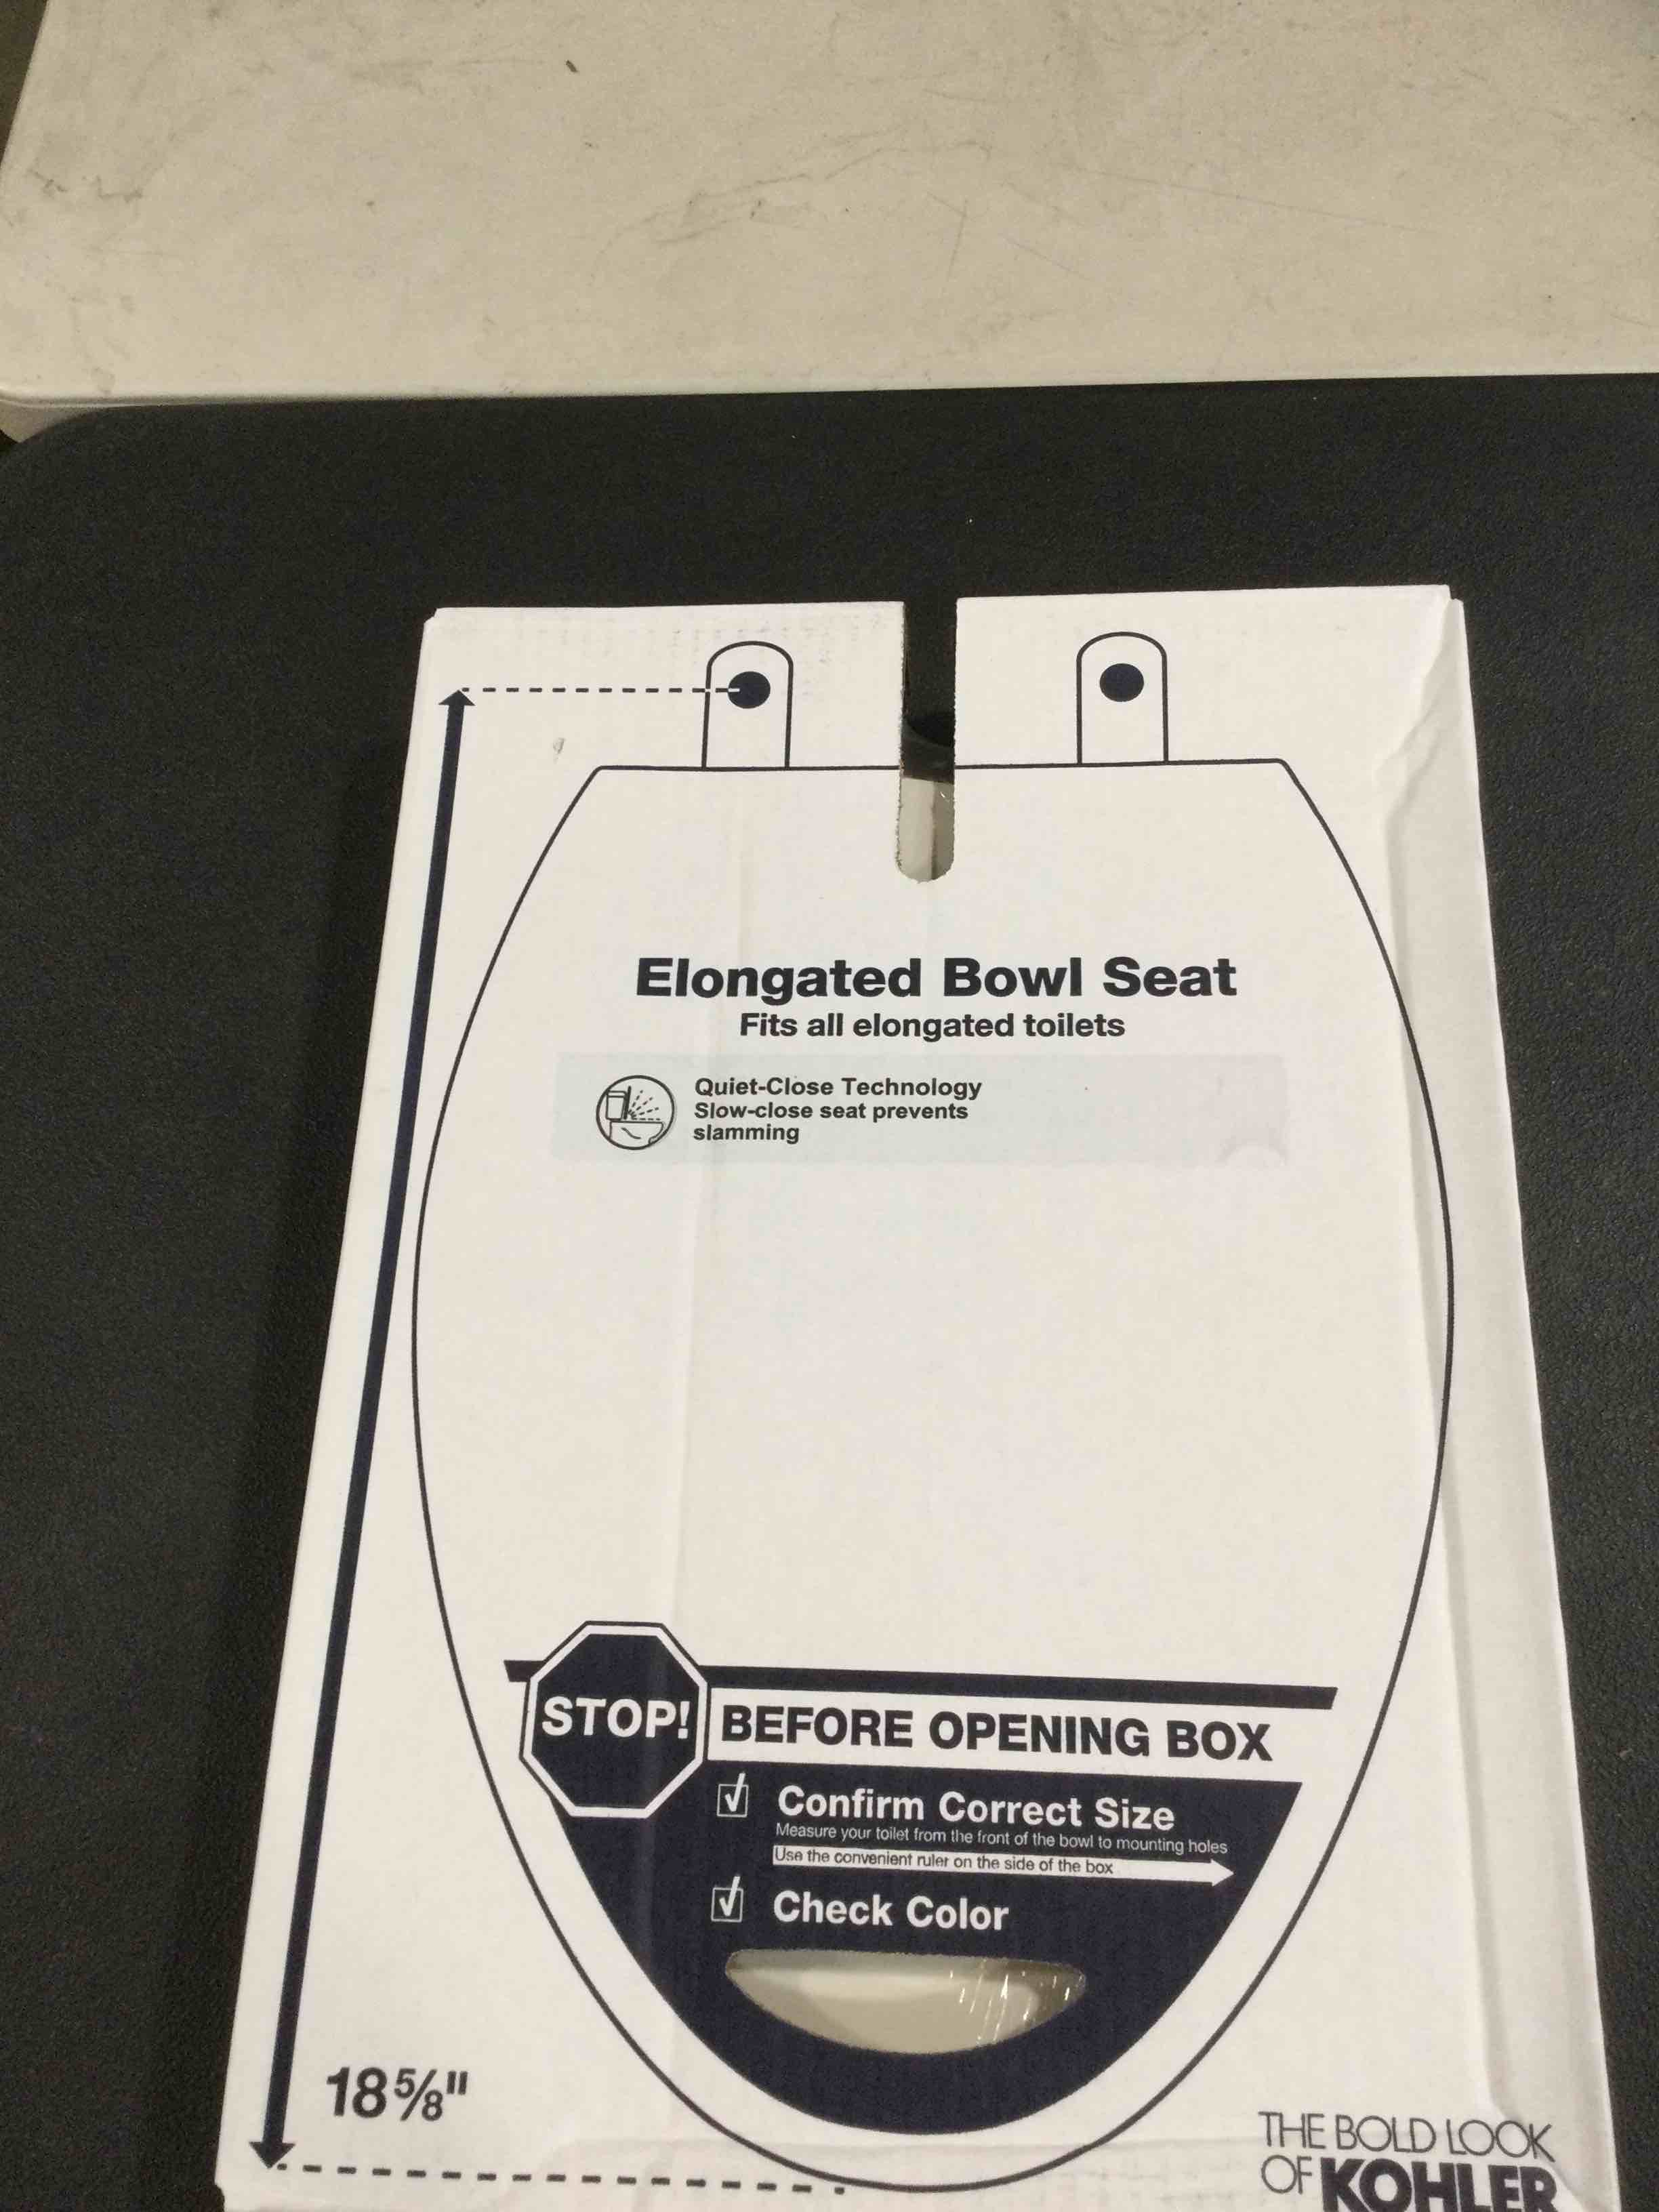 Elongated Bowl Seat
Fits all elongated toilets
Quiet-Close Technology
Slow-close seat prevents
slamming
STOP!
BEFORE OPENING BOX
Confirm Correct Size
Measure your toilet from the front of the bowl to mounting holes
Use the convenient ruler on the side of the box
Check Color
18⅝"
THE BOLD LOOK
OF KOHLER